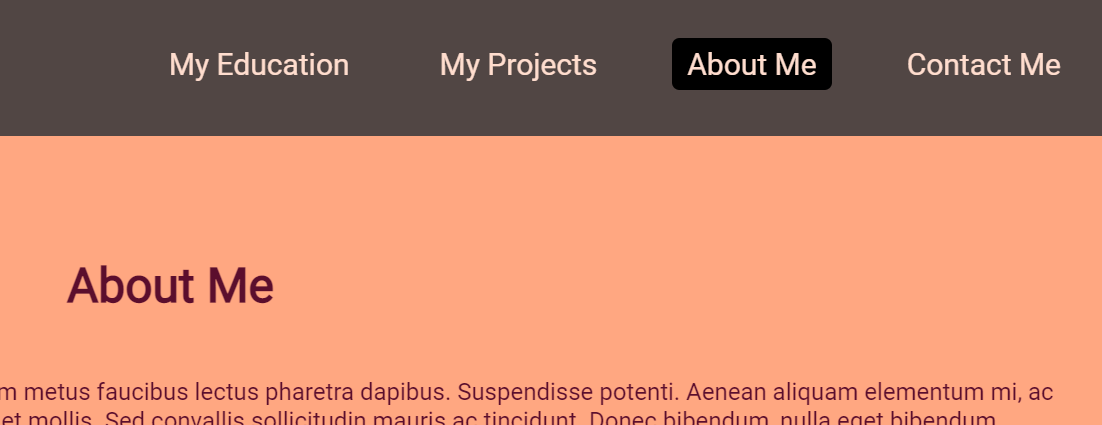 My Education My Projects About Me Contact Me
About Me
metus faucibus lectus pharetra dapibus. Suspendisse potenti. Aenean aliquam elementum mi, ac
et mollis. Sed convallis sollicitudin mauris ac tincidunt. Donec bibendum, nulla eget bibendum